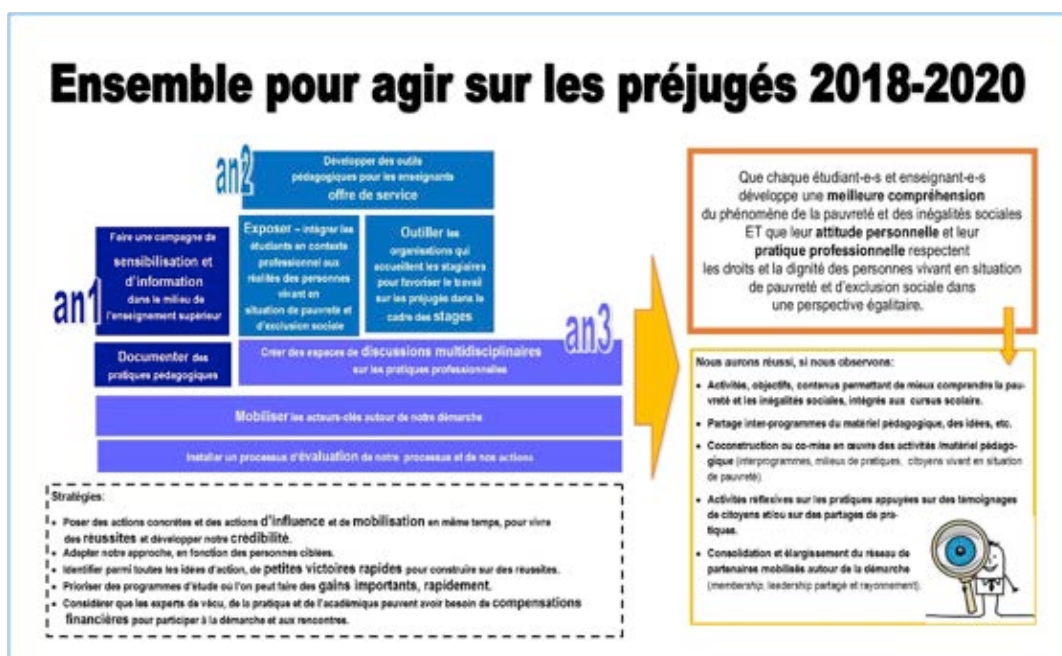 Ensemble pour agir sur les préjugés 2018-2020
an1
Faire une campagne de
sensibilisation et
d'information
dans le milieu de
l'enseignement supérieur
Documenter des
pratiques pédagogiques
an2
Développer des outils
pédagogiques pour les enseignants
offre de service
Exposer – intégrer les
étudiants en contexte
professionnel aux
réalités des personnes
vivant en
situation de pauvreté et
d'exclusion sociale
Outiller les
organisations qui
accueillent les stagiaires
pour favoriser le travail
sur les préjugés dans le
cadre des stages
an3
Créer des espaces de discussions multidisciplinaires
sur les pratiques professionnelles
Mobiliser les acteurs-clés autour de notre démarche
Installer un processus d'évaluation de notre processus et de nos actions
Stratégies:
• Poser des actions concrètes et des actions d'influence et de mobilisation en même temps, pour vivre
des réussites et développer notre crédibilité.
• Adapter notre approche, en fonction des personnes ciblées.
• Identifier parmi toutes les idées d'action, de petites victoires rapides pour construire sur des réussites.
• Prioriser des programmes d'étude où l'on peut faire des gains importants, rapidement.
• Considérer que les experts de vécu, de la pratique et de l'académique peuvent avoir besoin de compensations
financières pour participer à la démarche et aux rencontres.
Que chaque étudiant-e-s et enseignant-e-s
développe une meilleure compréhension
du phénomène de la pauvreté et des inégalités sociales
ET que leur attitude personnelle et leur
pratique professionnelle respectent
les droits et la dignité des personnes vivant en situation
de pauvreté et d'exclusion sociale dans
une perspective égalitaire.
Nous aurons réussi, si nous observons:
• Activités, objectifs, contenus permettant de mieux comprendre la pau-
vreté et les inégalités sociales, intégrés aux cursus scolaire.
• Partage inter-programmes du matériel pédagogique, des idées, etc.
• Coconstruction ou co-mise en œuvre des activités /matériel pédago-
gique (interprogrammes, milieux de pratiques, citoyens vivant en situation
de pauvreté).
• Activités réflexives sur les pratiques appuyées sur des témoignages
de citoyens et/ou sur des partages de pra-
tiques.
• Consolidation et élargissement du réseau de
partenaires mobilisés autour de la démarche
(membership, leadership partagé et rayonnement).